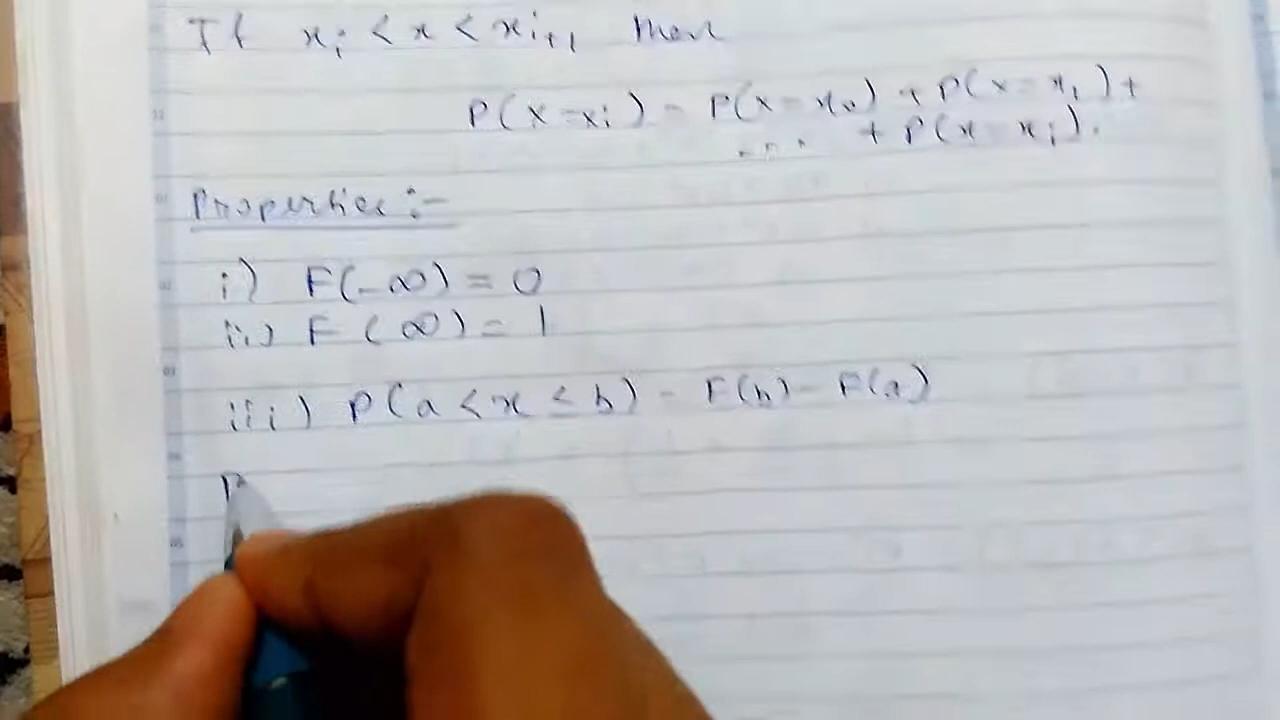 If xi < x < xi+1, then
P(X=xi) = P(X=x0) + P(X=x1) +
... + P(x=xi).
Properties :-
i) F(-∞) = 0
ii) F(∞) = 1
iii) P(a < x ≤ b) = F(b) - F(a)
P